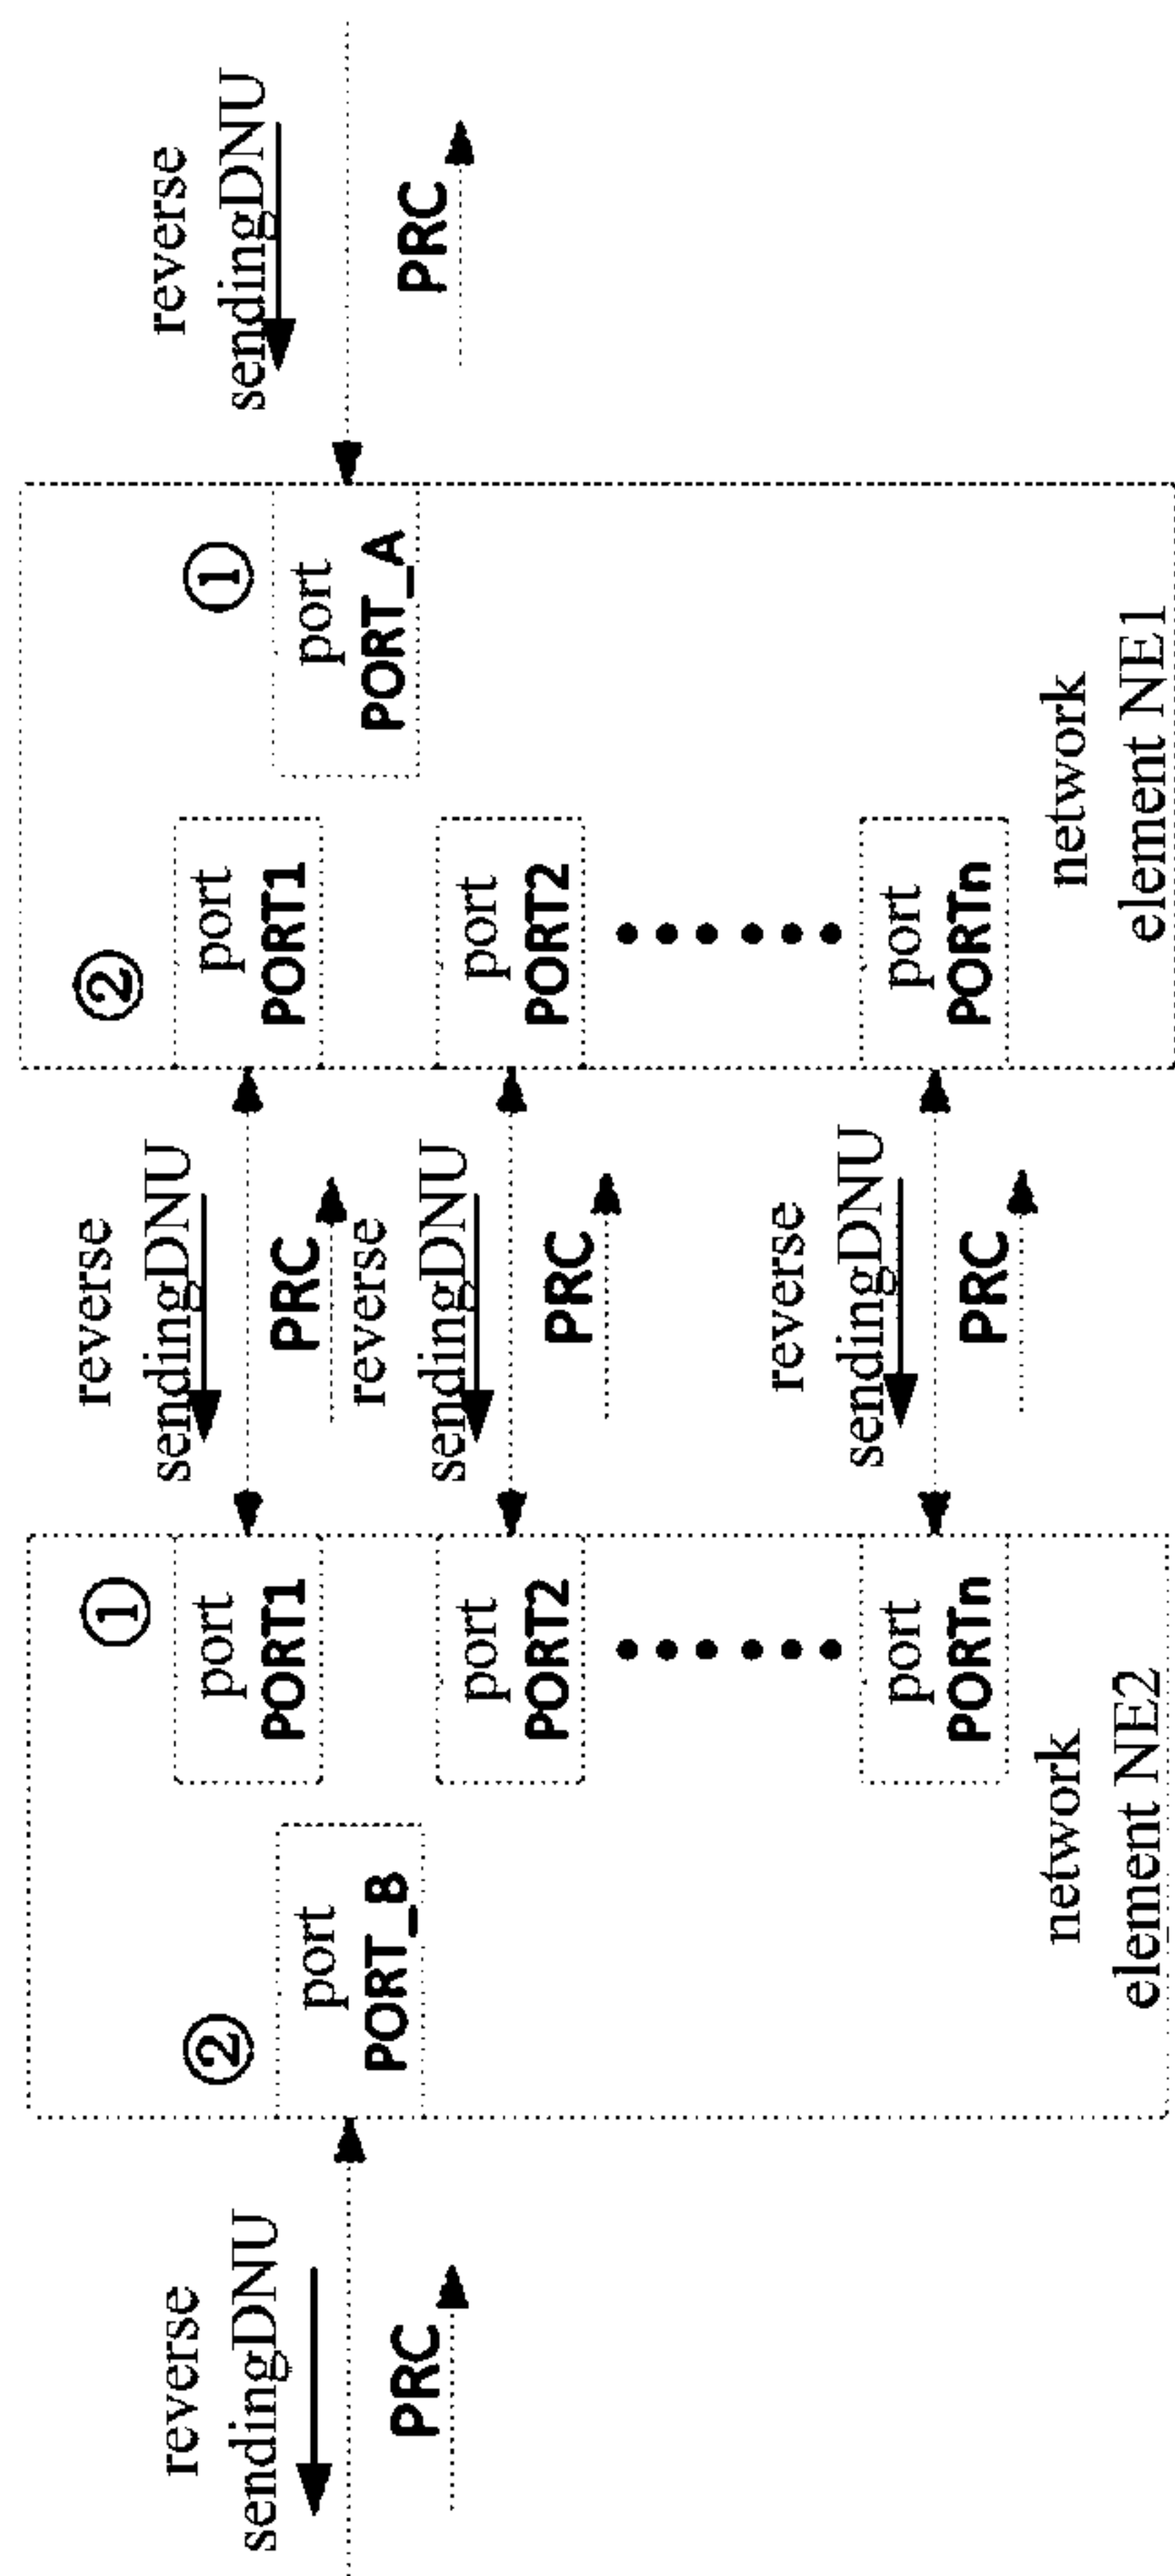 reverse
sendingDNU
PRC
②
port
PORT_B
①
port
PORT1
port
PORT2
port
PORTn
network
element NE2
reverse
sendingDNU
PRC
reverse
sendingDNU
PRC
reverse
sendingDNU
PRC
②
port
PORT1
port
PORT2
port
PORTn
①
port
PORT_A
network
element NE1
reverse
sendingDNU
PRC